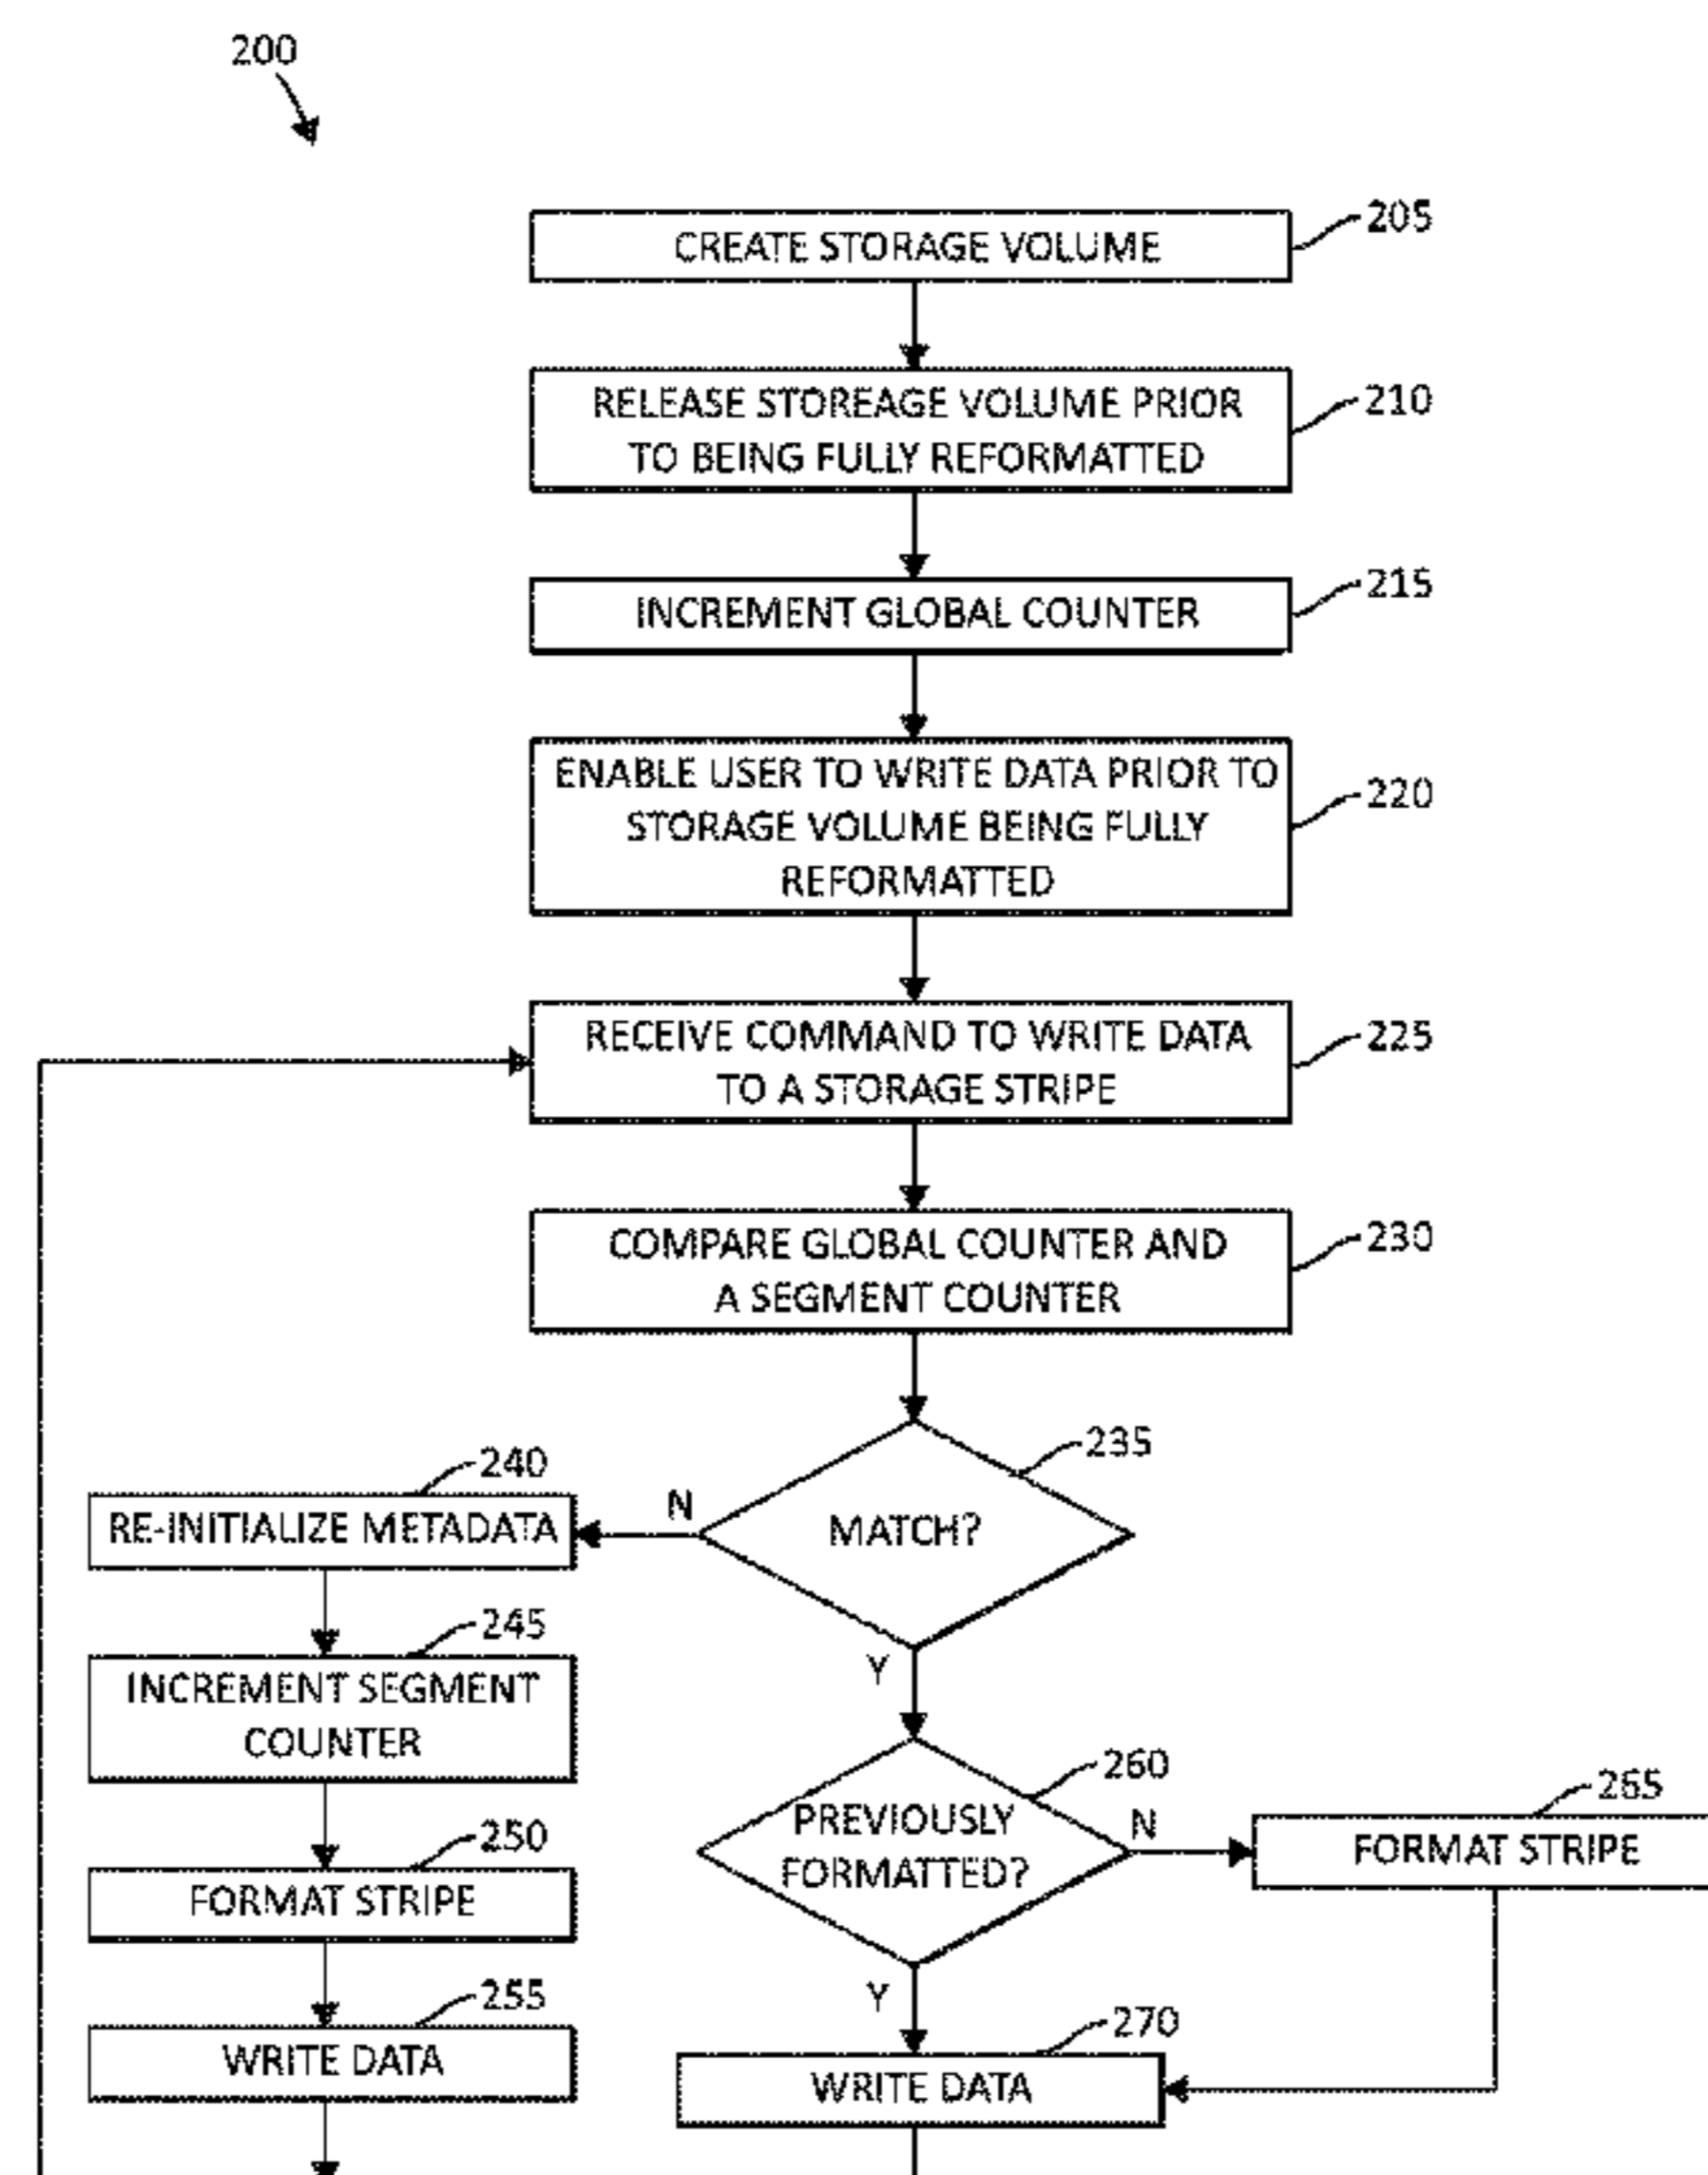 200
CREATE STORAGE VOLUME
205
RELEASE STOREAGE VOLUME PRIOR
TO BEING FULLY REFORMATTED
210
INCREMENT GLOBAL COUNTER
215
ENABLE USER TO WRITE DATA PRIOR TO
STORAGE VOLUME BEING FULLY
REFORMATTED
220
RECEIVE COMMAND TO WRITE DATA
TO A STORAGE STRIPE
225
COMPARE GLOBAL COUNTER AND
A SEGMENT COUNTER
230
MATCH?
235
N
Y
RE-INITIALIZE METADATA
240
INCREMENT SEGMENT
COUNTER
245
FORMAT STRIPE
250
WRITE DATA
255
PREVIOUSLY
FORMATTED?
260
N
Y
FORMAT STRIPE
265
WRITE DATA
270